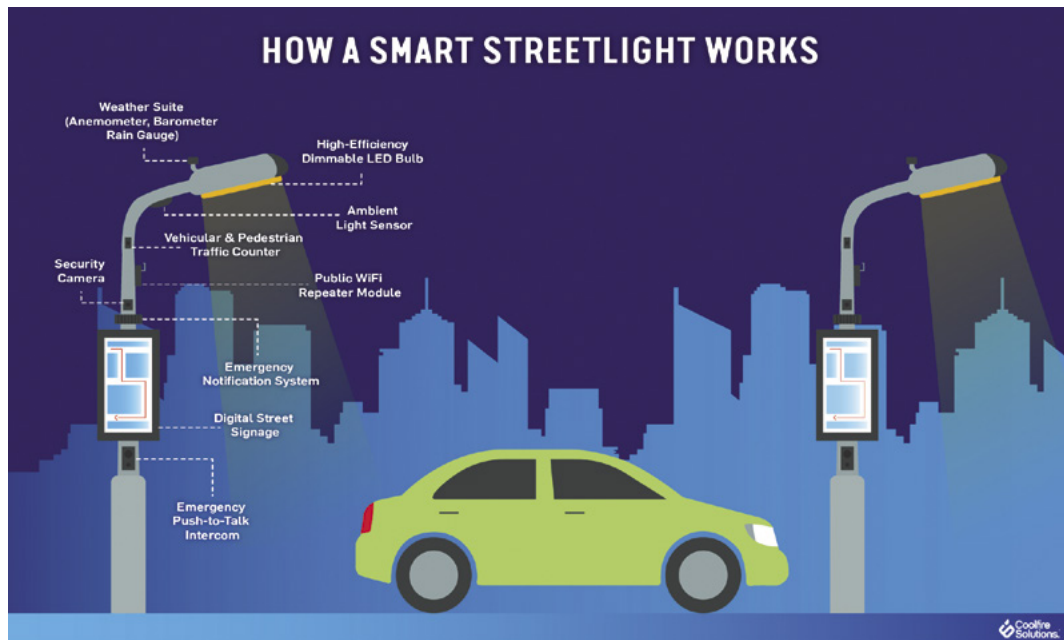 HOW A SMART STREETLIGHT WORKS
Weather Suite
(Anemometer, Barometer
Rain Gauge)
High-Efficiency
Dimmable LED Bulb
Ambient
Light Sensor
Vehicular & Pedestrian
Traffic Counter
Security
Camera
Public WiFi
Repeater Module
Emergency
Notification System
Digital Street
Signage
Emergency
Push-to-Talk
Intercom
Coolfire
Solutions.